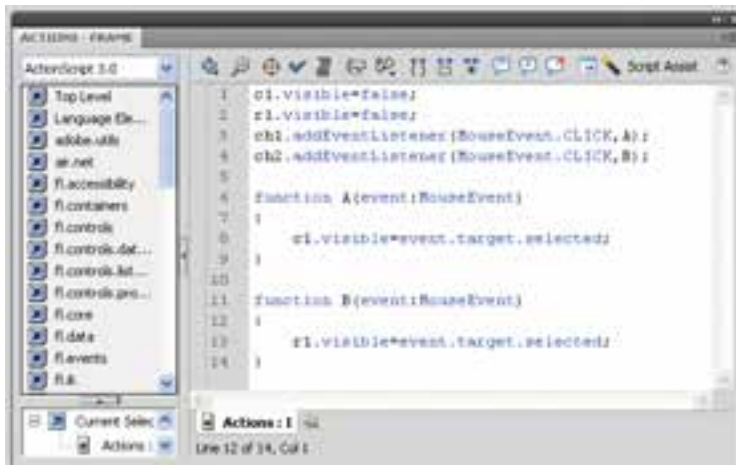 ACTIONS - FRAME
ActionScript 3.0
Script Assist
Top Level
Language Ele...
adobe.utils
air.net
fl.accessibility
fl.containers
fl.controls
fl.controls.dat...
fl.controls.list...
fl.controls.pro...
fl.core
fl.data
fl.events
fl.ik
1 c1.visible=false;
2 r1.visible=false;
3 ch1.addEventListener(MouseEvent.CLICK,A);
4 ch2.addEventListener(MouseEvent.CLICK,B);
5
6 function A(event:MouseEvent)
7 {
8 c1.visible=event.target.selected;
9 }
10
11 function B(event:MouseEvent)
12 {
13 r1.visible=event.target.selected;
14 }
Current Selec
Actions :
Actions : 1
Line 12 of 14, Col 1